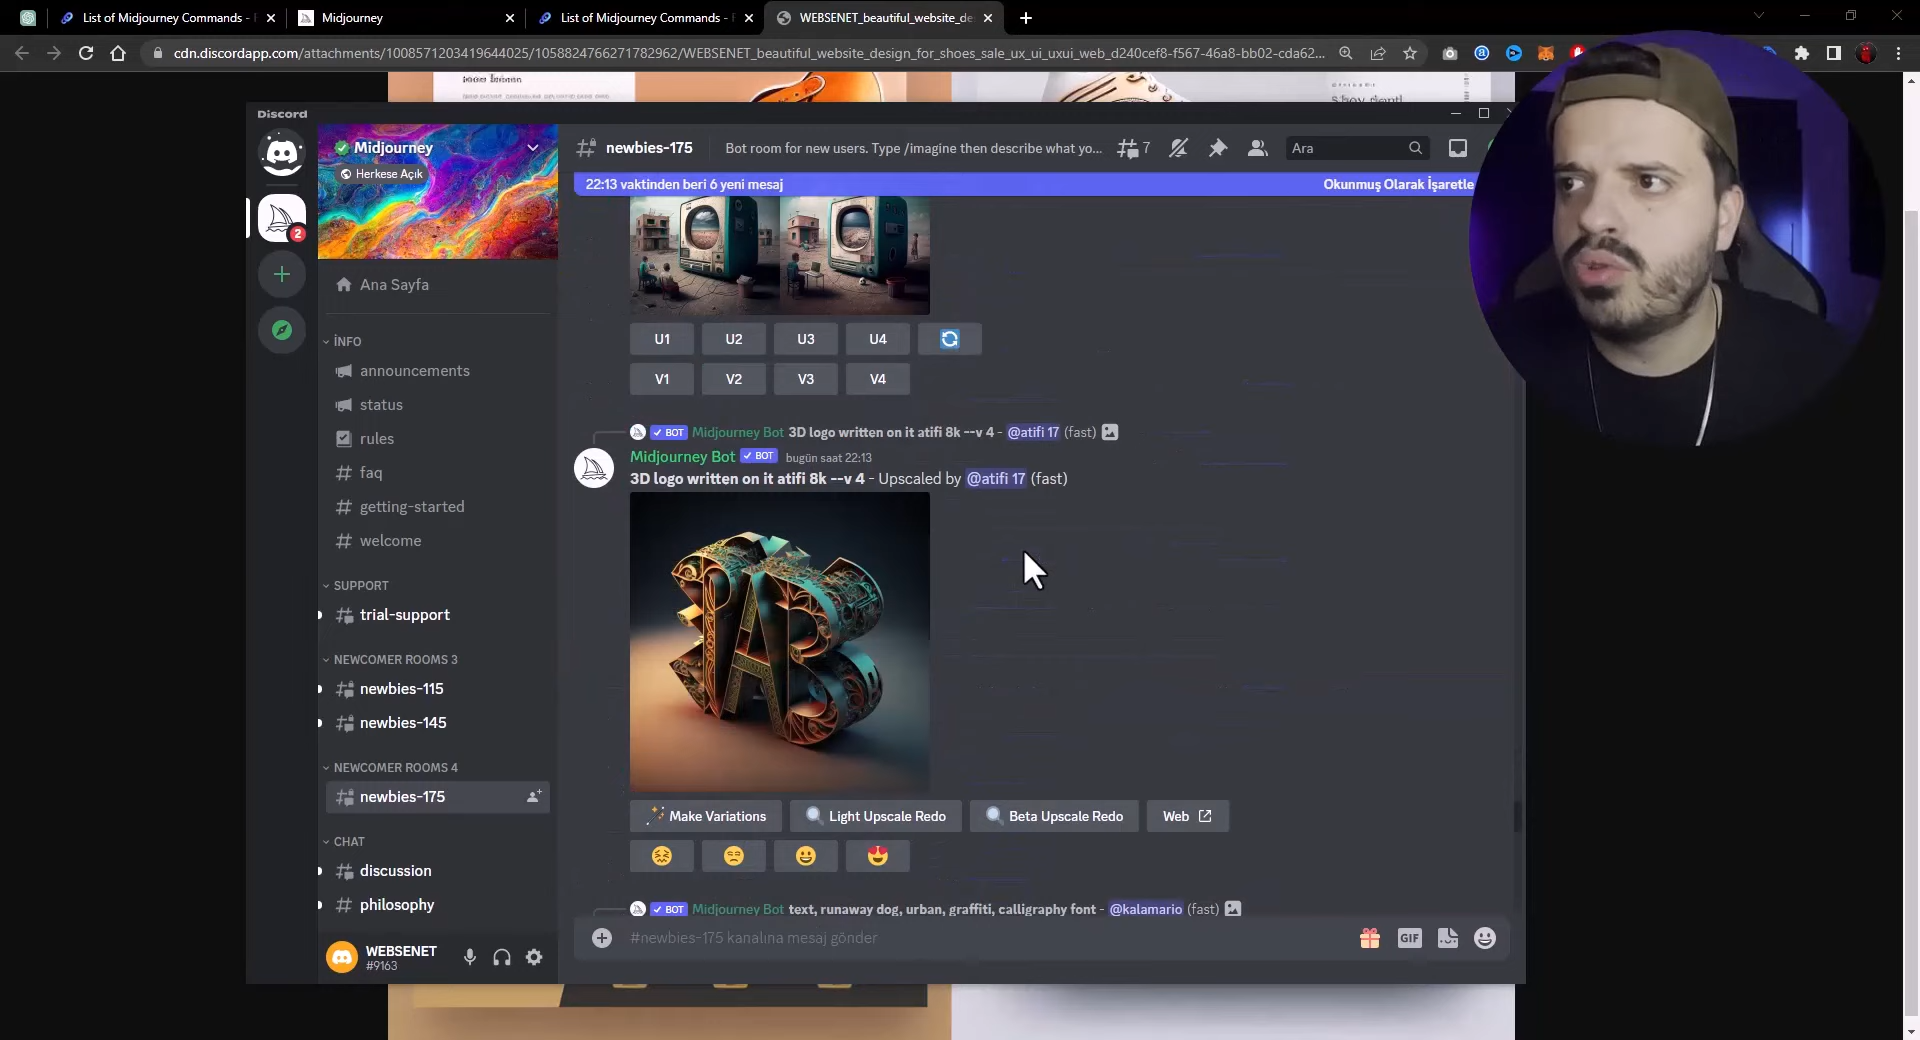 List of Midjourney Commands -
Midjourney
List of Midjourney Commands -
WEBSENET_beautiful_website_de
cdn.discordapp.com/attachments/1008571203419644025/1058824766271782962/WEBSENET_beautiful_website_design_for_shoes_sale_ux_ui_uxui_web_d240cef8-f567-46a8-bb02-cda62...
Discord
Midjourney
Herkese Açık
newbies-175
Bot room for new users. Type /imagine then describe what yo...
7
Ara
22:13 vaktinden beri 6 yeni mesaj
Okunmuş Olarak İşaretle
2
Ana Sayfa
İNFO
announcements
status
rules
faq
getting-started
welcome
SUPPORT
trial-support
NEWCOMER ROOMS 3
newbies-115
newbies-145
NEWCOMER ROOMS 4
newbies-175
CHAT
discussion
philosophy
WEBSENET
#9163
U1 U2 U3 U4
V1 V2 V3 V4
BOT Midjourney Bot 3D logo written on it atifi 8k --v 4 - @atifi 17 (fast)
Midjourney Bot BOT bugün saat 22:13
3D logo written on it atifi 8k --v 4 - Upscaled by @atifi 17 (fast)
Make Variations Light Upscale Redo Beta Upscale Redo Web
BOT Midjourney Bot text, runaway dog, urban, graffiti, calligraphy font - @kalamario (fast)
#newbies-175 kanalına mesaj gönder
GIF